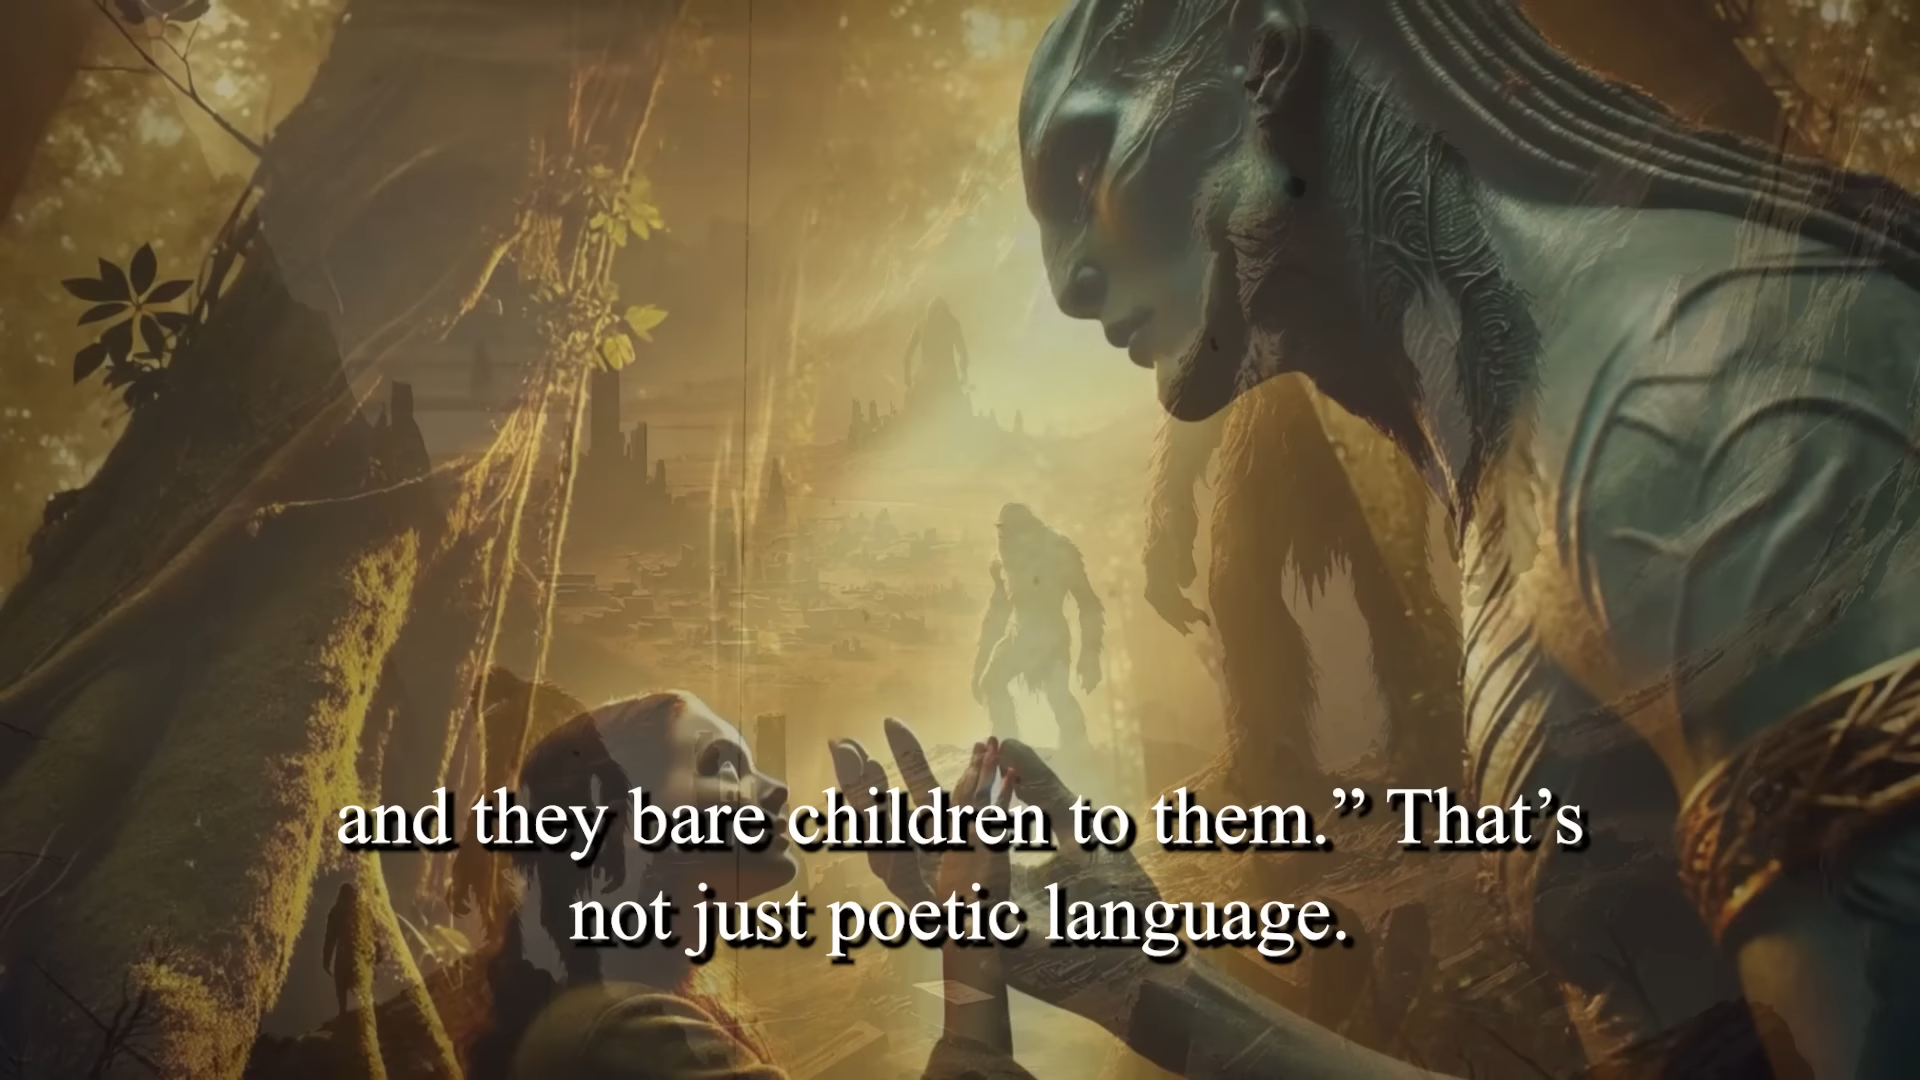 and they bare children to them.” That’s
not just poetic language.